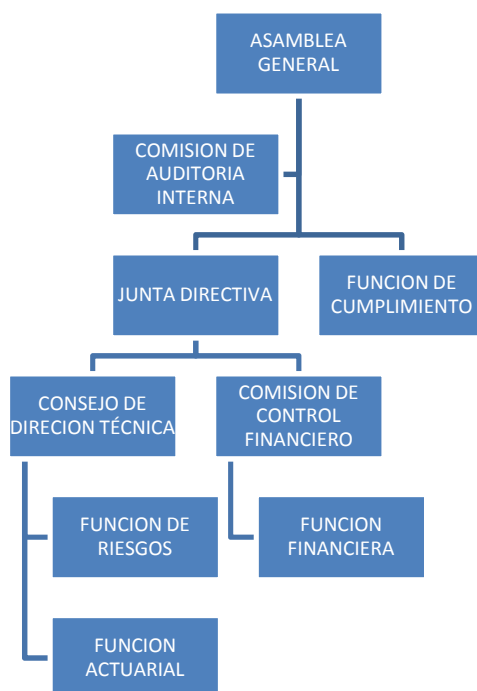 ASAMBLEA
GENERAL
COMISION DE
AUDITORIA
INTERNA
JUNTA DIRECTIVA
FUNCION DE
CUMPLIMIENTO
CONSEJO DE
DIRECION TÉCNICA
COMISION DE
CONTROL
FINANCIERO
FUNCION DE
RIESGOS
FUNCION
FINANCIERA
FUNCION
ACTUARIAL